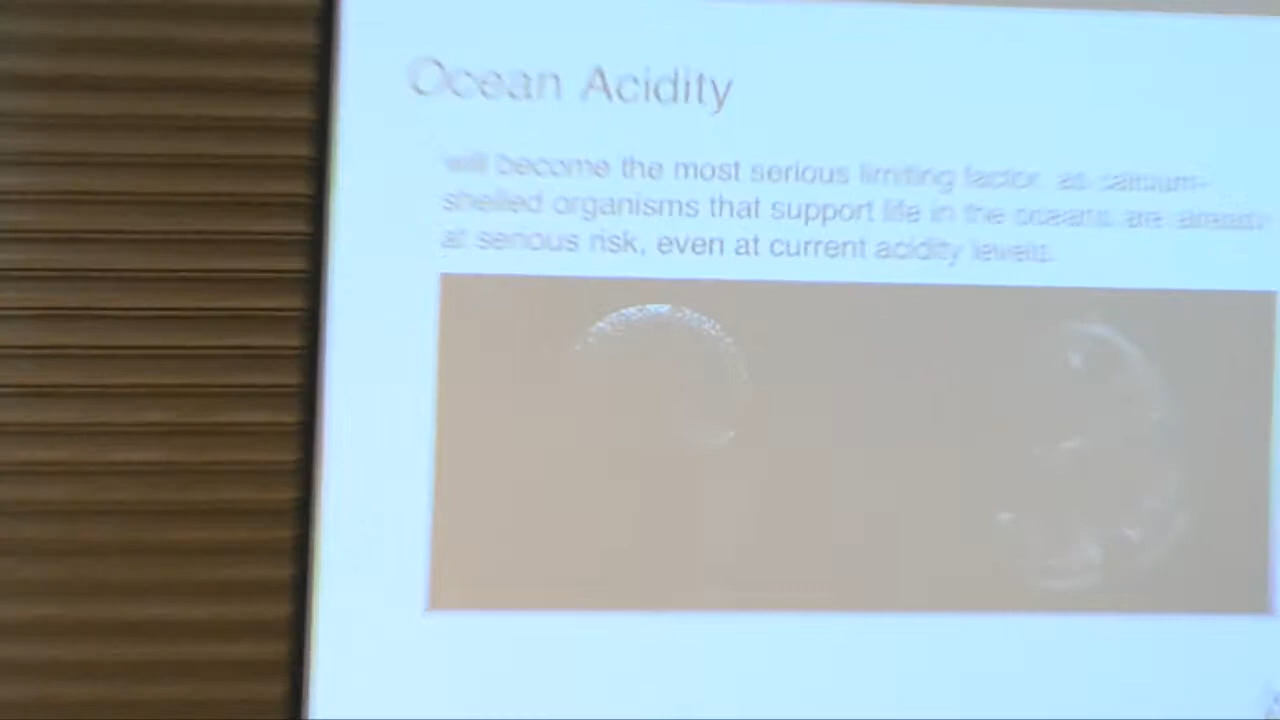 Ocean Acidity
will become the most serious limiting factor, as calcium-
shelled organisms that support life in the oceans are already
at serious risk, even at current acidity levels.